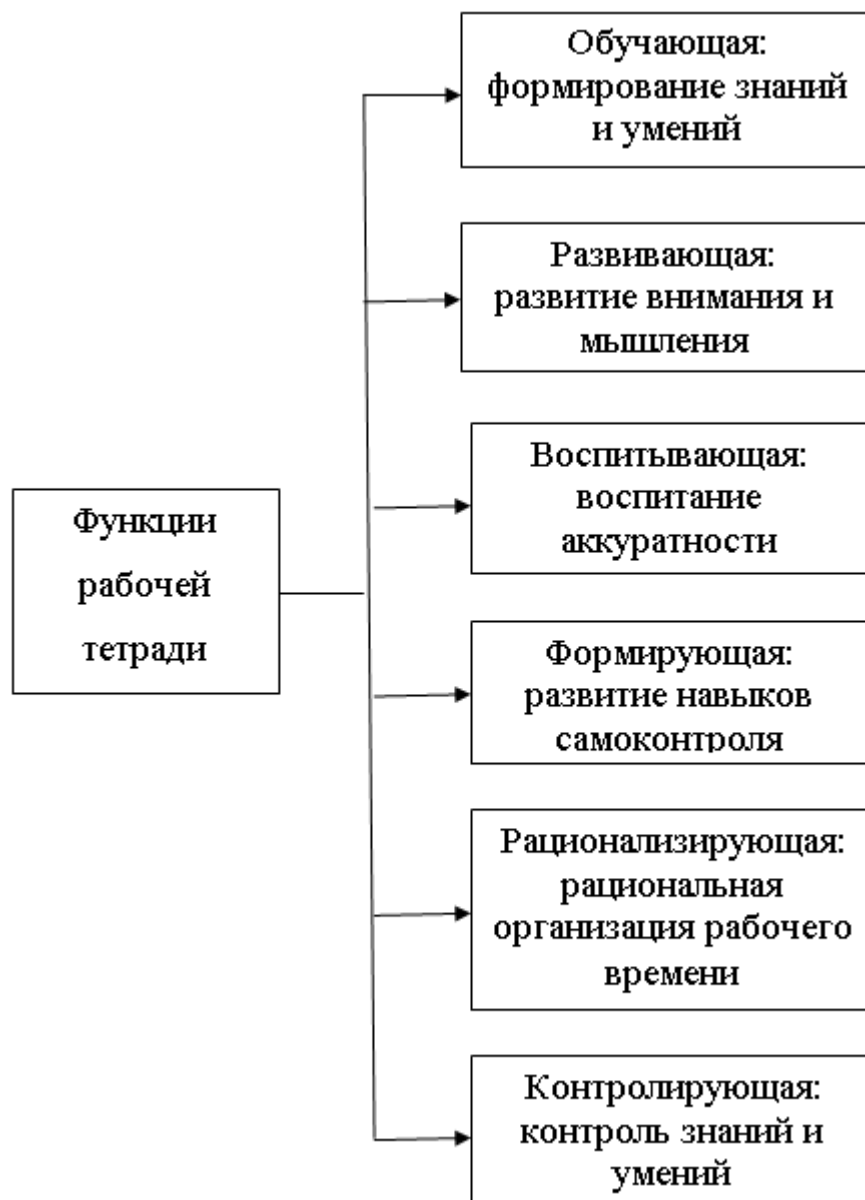 Обучающая:
формирование знаний
и умений
Развивающая:
развитие внимания и
мышления
Воспитывающая:
воспитание
аккуратности
Функции
рабочей
тетради
Формирующая:
развитие навыков
самоконтроля
Рационализирующая:
рациональная
организация рабочего
времени
Контролирующая:
контроль знаний и
умений